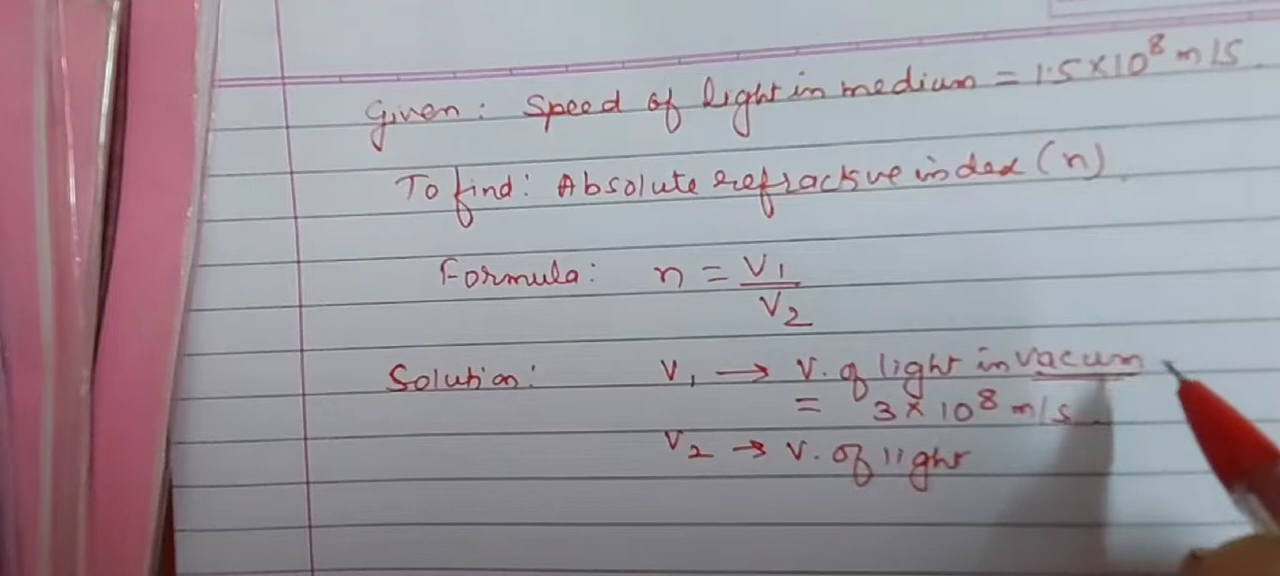 Given: Speed of light in medium = 1.5×10⁸ m/s.
To find: Absolute refractive index (n).
Formula: n = V₁/V₂
Solution: V₁ → V. of light in vacum
= 3×10⁸ m/s
V₂ → V. of light